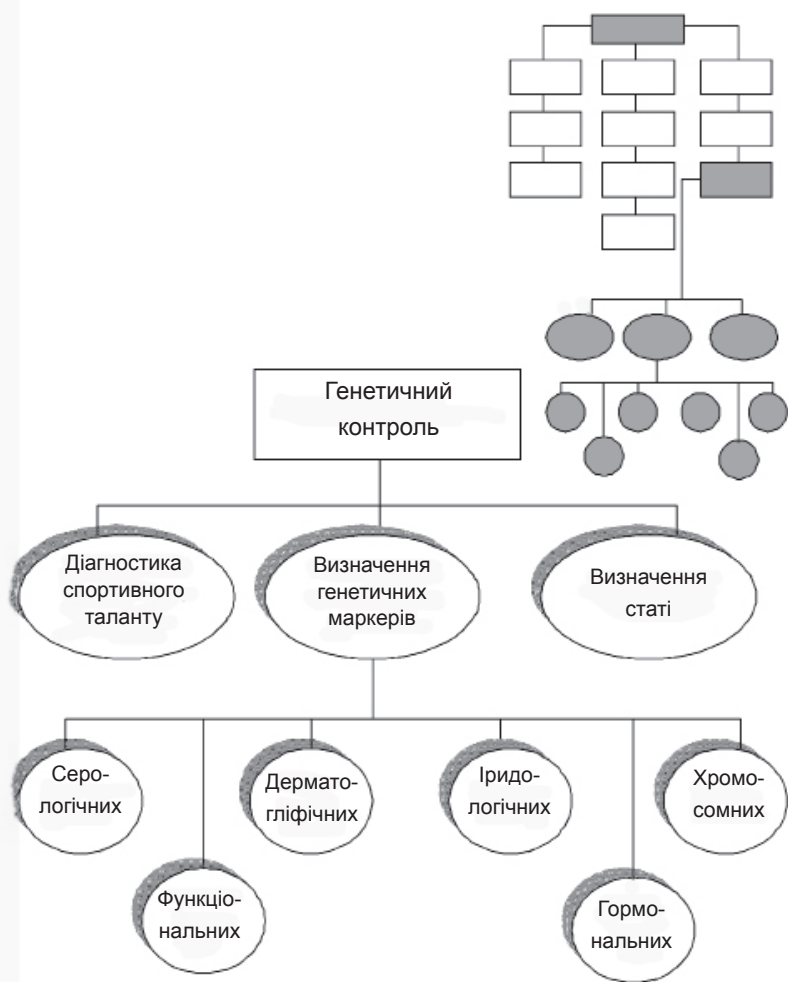 Генетичний
контроль
Діагностика
спортивного
таланту
Визначення
генетичних
маркерів
Визначення
статі
Серо-
логічних
Дермато-
гліфічних
Іридо-
логічних
Хромо-
сомних
Функціо-
нальних
Гормо-
нальних